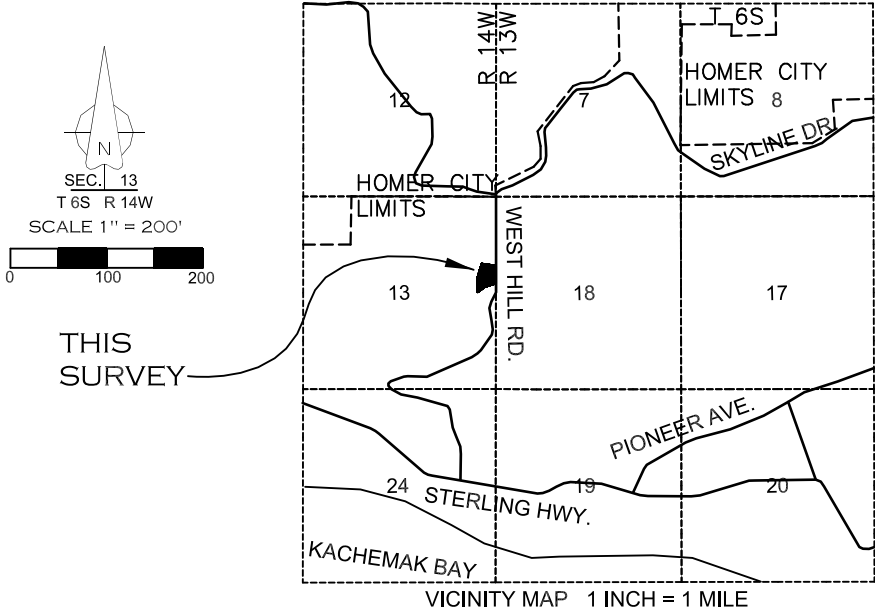 N
SEC. 13
T 6S R 14W
SCALE 1" = 200'
0 100 200
THIS
SURVEY
R 14W
R 13W
T 6S
HOMER CITY
LIMITS
12
7
8
SKYLINE DR
HOMER CITY
LIMITS
WEST HILL RD.
13
18
17
PIONEER AVE.
24
19
20
STERLING HWY.
KACHEMAK BAY
VICINITY MAP 1 INCH = 1 MILE